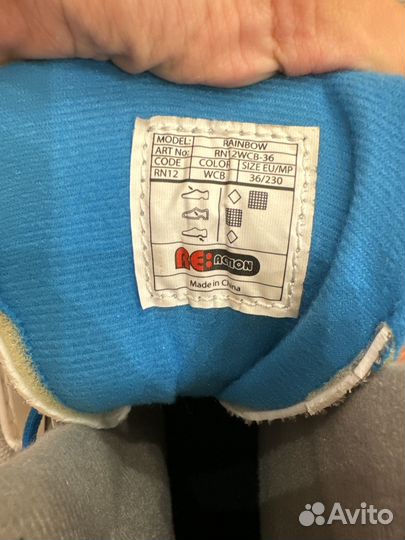 MODEL: RAINBOW
ART No: RN12WCB-36
CODE COLOR SIZE EU/MP
RN12 WCB 36/230
RE:ACTION
Made in China
Avito